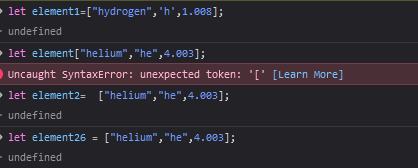 let element1=["hydrogen",'h',1.008];
undefined
let element["helium","he",4.003];
Uncaught SyntaxError: unexpected token: '[' [Learn More]
let element2=  ["helium","he",4.003];
undefined
let element26 = ["helium","he",4.003];
undefined